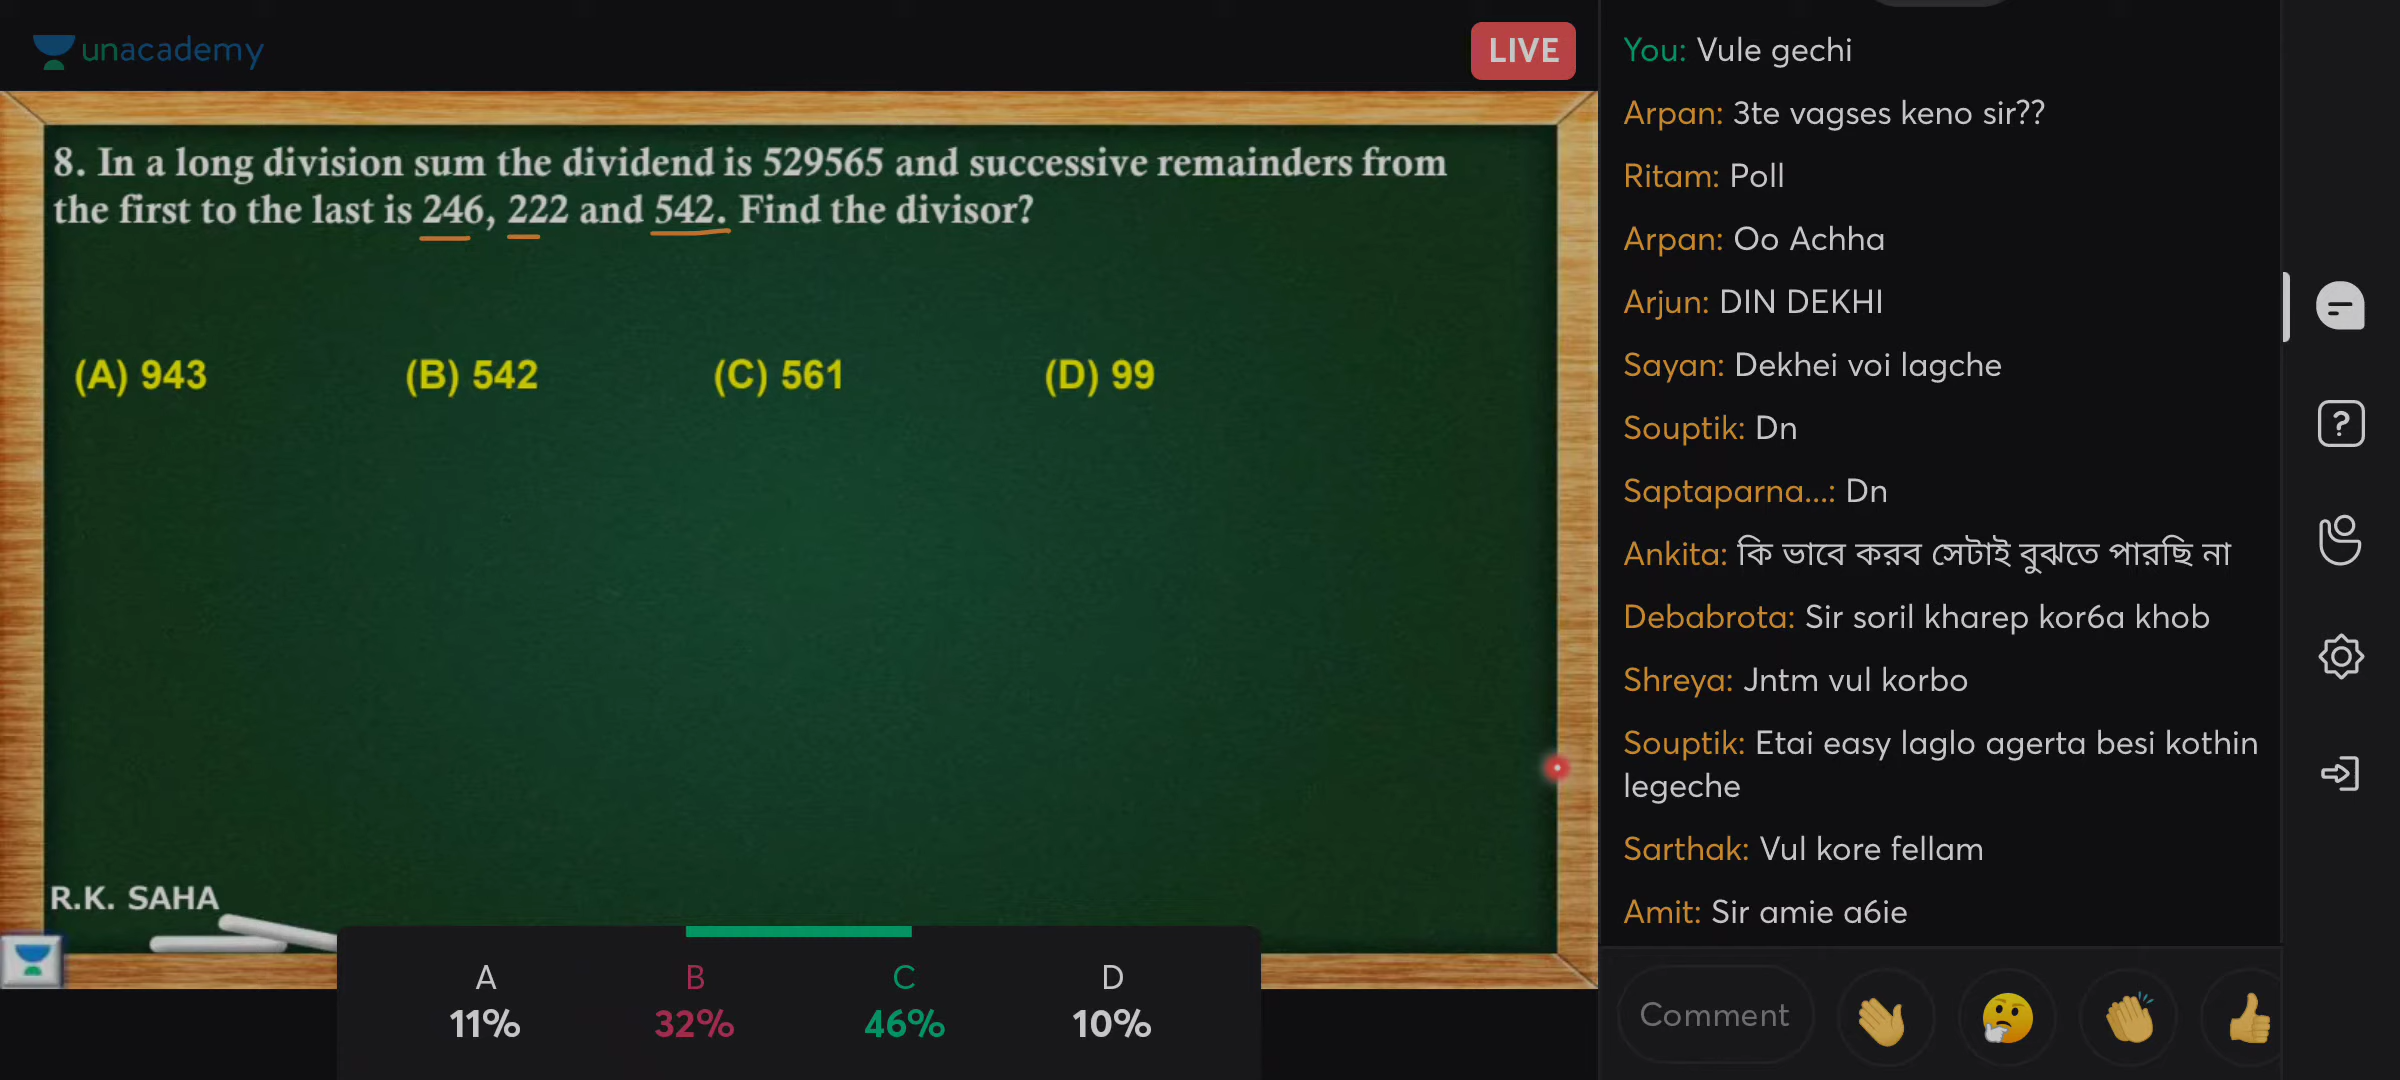 unacademy
LIVE
8. In a long division sum the dividend is 529565 and successive remainders from
the first to the last is 246, 222 and 542. Find the divisor?
(A) 943
(B) 542
(C) 561
(D) 99
R.K. SAHA
A
B
C
D
11%
32%
46%
10%
You: Vule gechi
Arpan: 3te vagses keno sir??
Ritam: Poll
Arpan: Oo Achha
Arjun: DIN DEKHI
Sayan: Dekhei voi lagche
Souptik: Dn
Saptaparna...: Dn
Ankita: কি ভাবে করব সেটাই বুঝতে পারছি না
Debabrota: Sir soril kharep kor6a khob
Shreya: Jntm vul korbo
Souptik: Etai easy laglo agerta besi kothin
legeche
Sarthak: Vul kore fellam
Amit: Sir amie a6ie
Comment